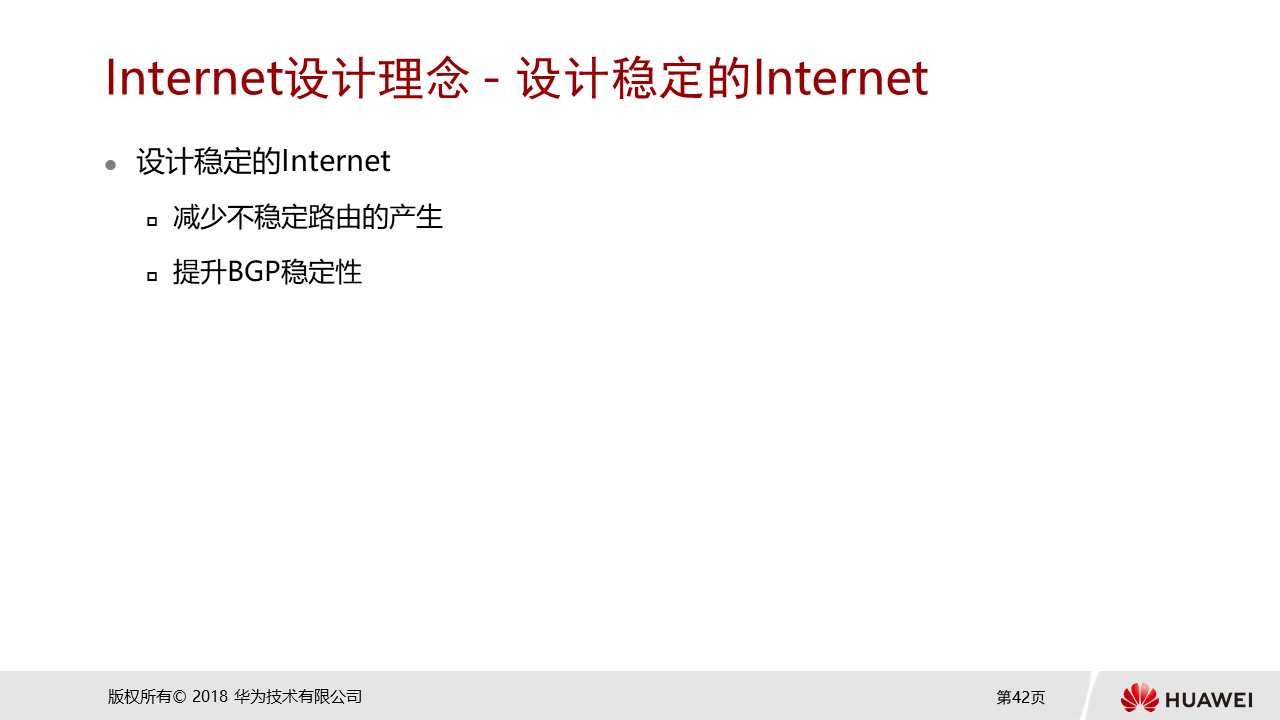 Internet设计理念 - 设计稳定的Internet
设计稳定的Internet
减少不稳定路由的产生
提升BGP稳定性
版权所有© 2018 华为技术有限公司
第42页
HUAWEI